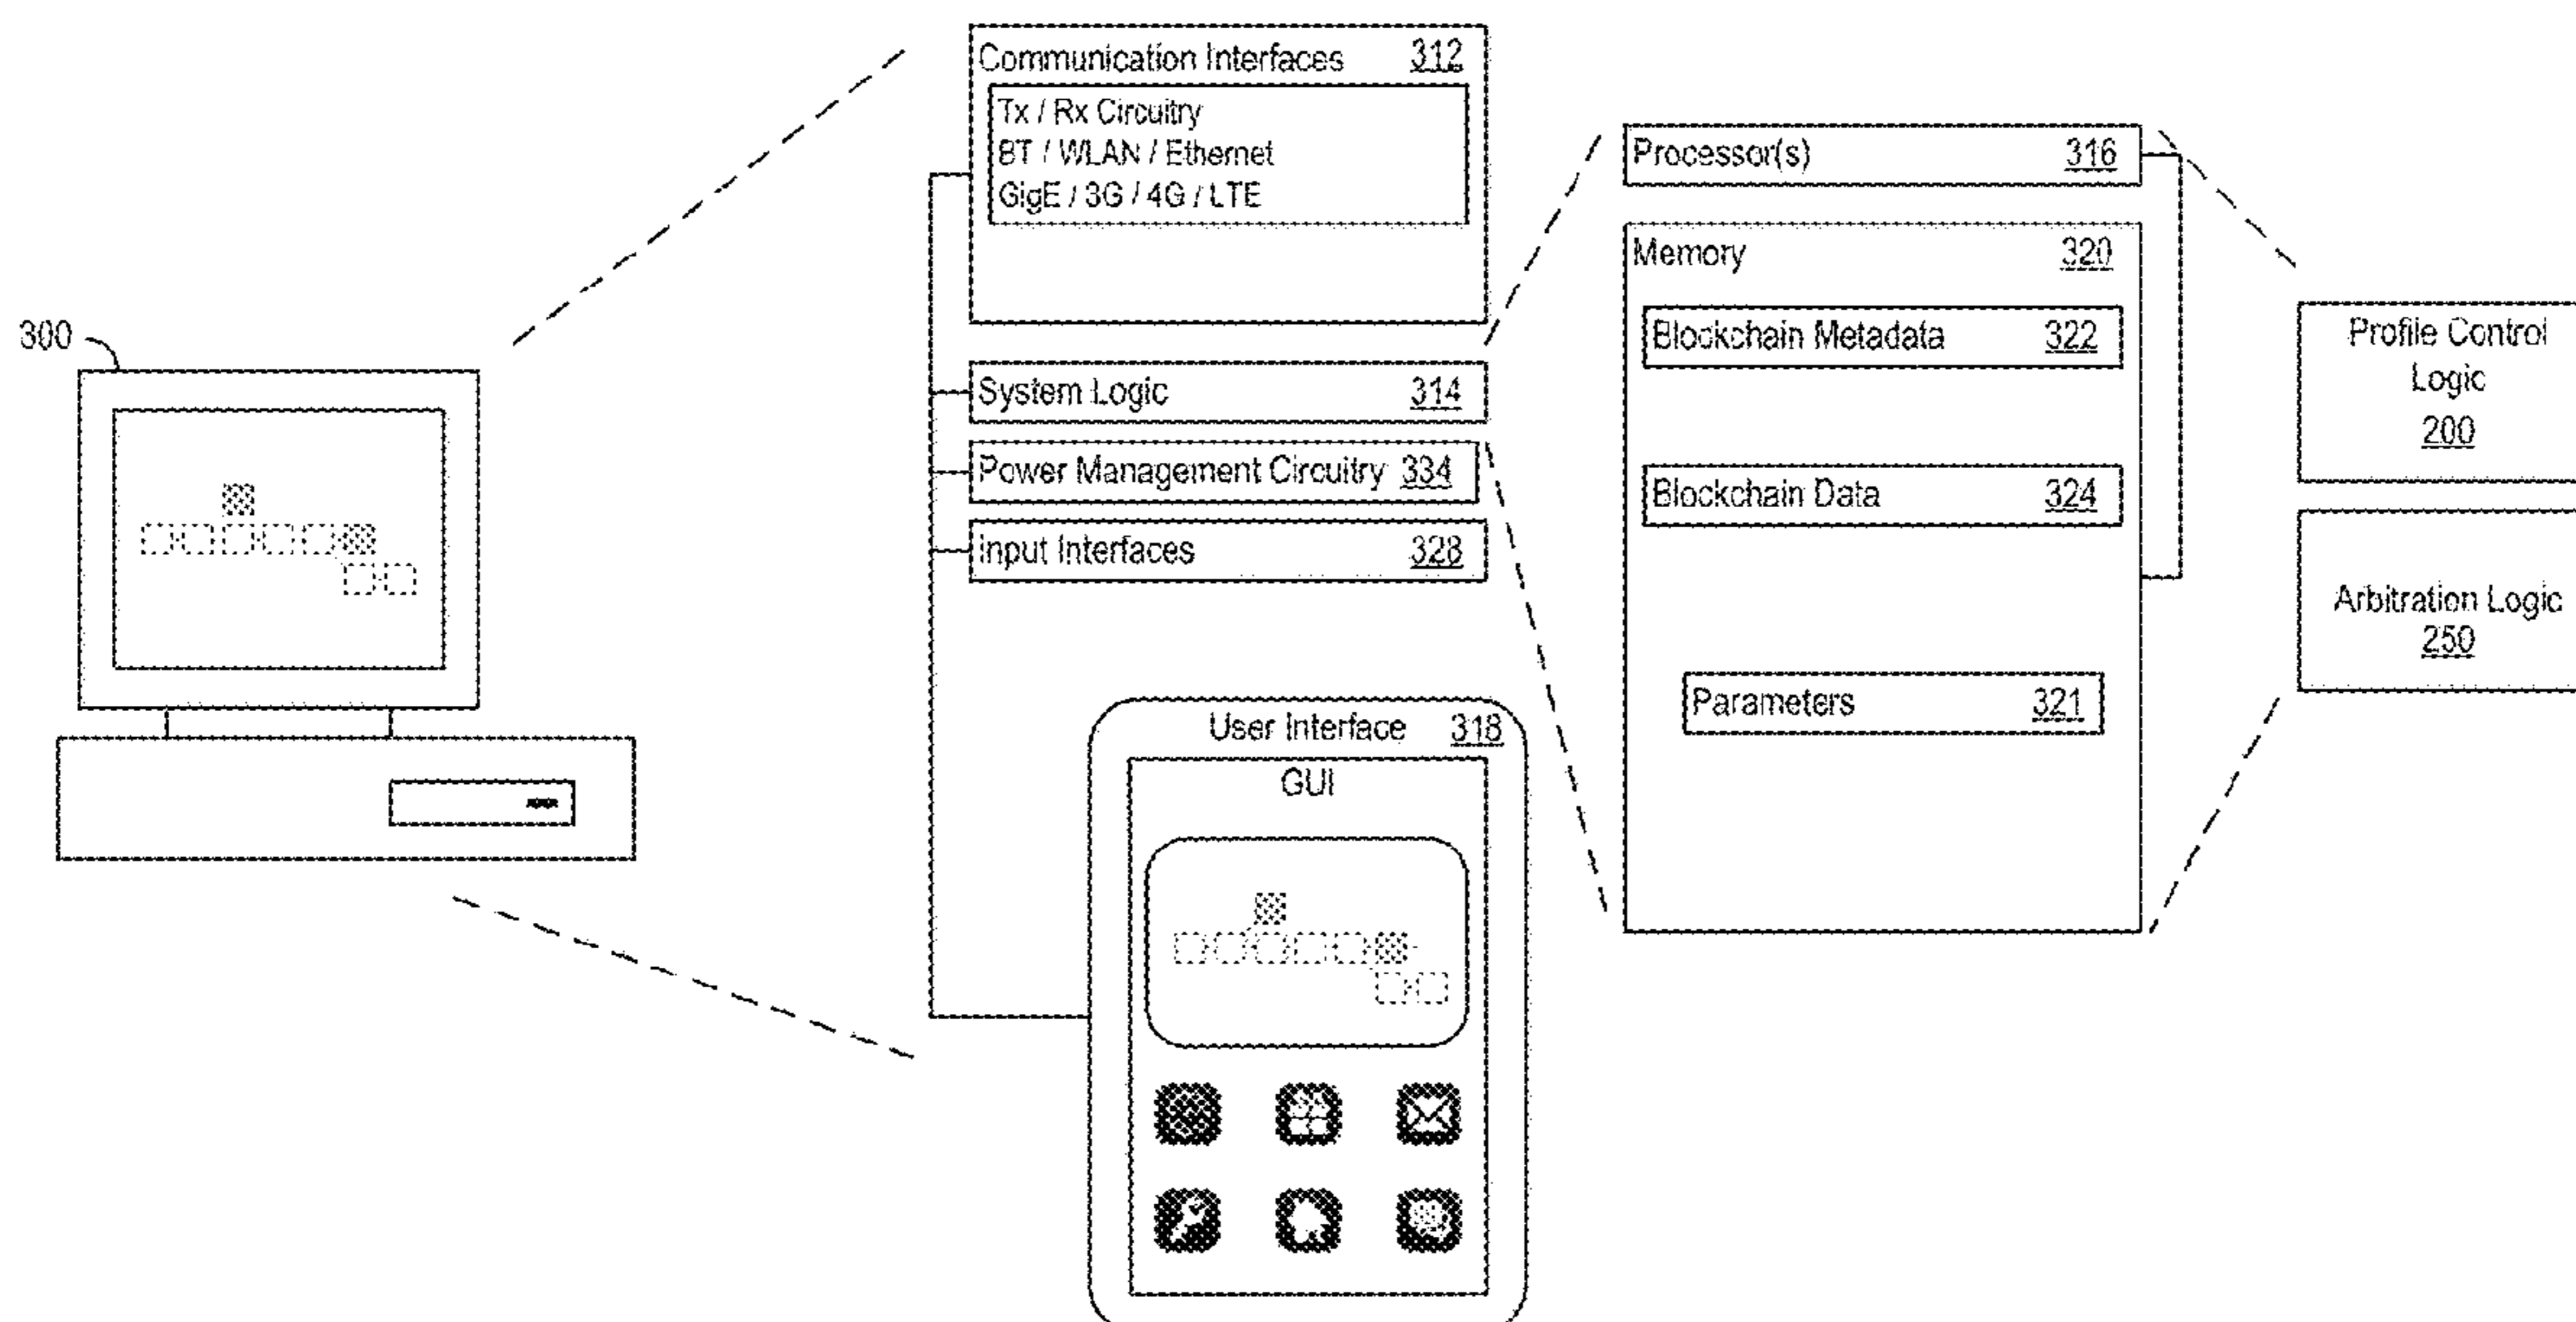 300
Communication Interfaces 312
Tx / Rx Circuitry
BT / WLAN / Ethernet
GigE / 3G / 4G / LTE
System Logic 314
Power Management Circuitry 334
Input Interfaces 328
User Interface 318
GUI
Processor(s) 316
Memory 320
Blockchain Metadata 322
Blockchain Data 324
Parameters 321
Profile Control
Logic
200
Arbitration Logic
250